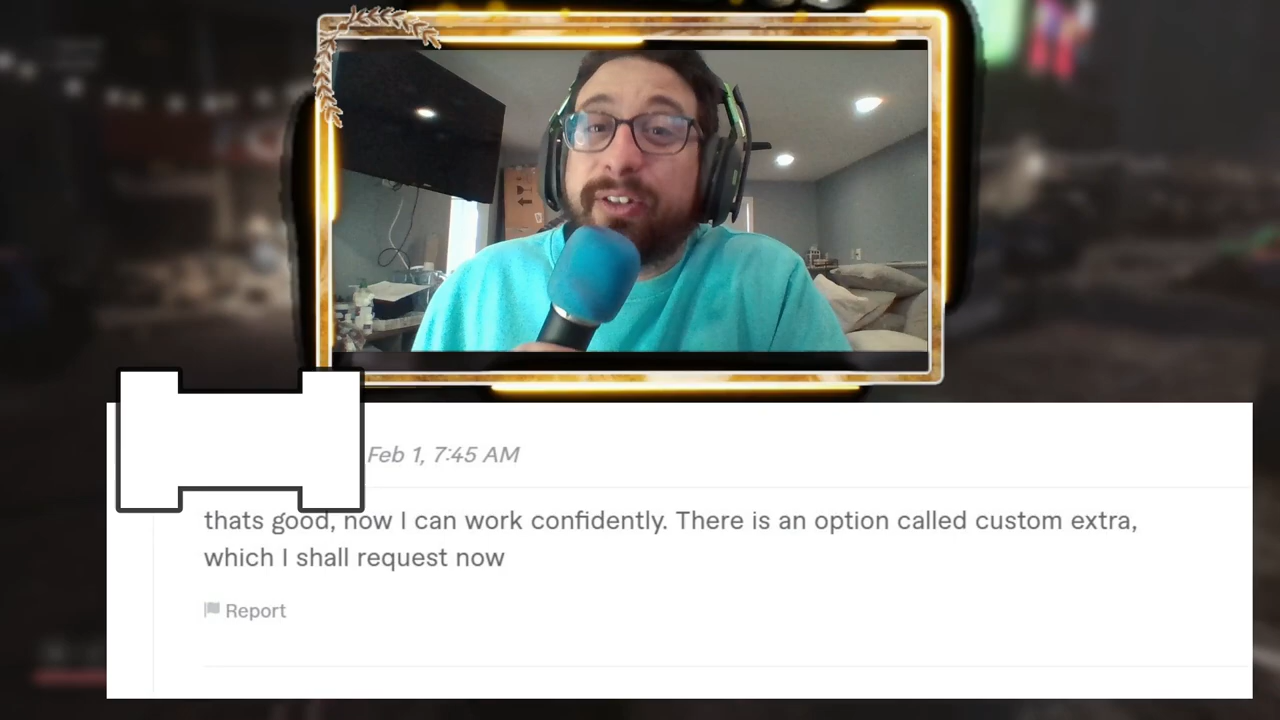 Feb 1, 7:45 AM
thats good, now I can work confidently. There is an option called custom extra,
which I shall request now
Report